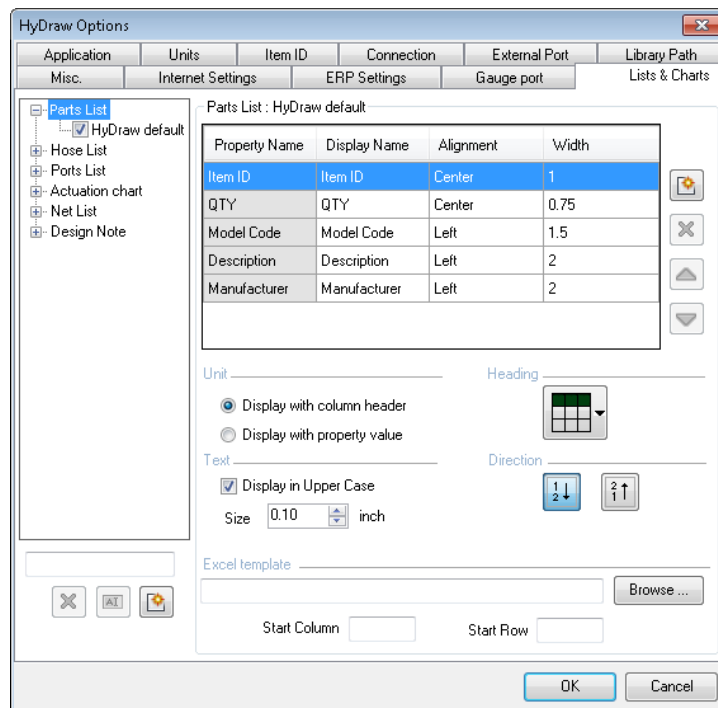 HyDraw Options
Application Units Item ID Connection External Port Library Path
Misc. Internet Settings ERP Settings Gauge port Lists & Charts
Parts List
HyDraw default
Hose List
Ports List
Actuation chart
Net List
Design Note
Parts List : HyDraw default
Property Name Display Name Alignment Width
Item ID Item ID Center 1
QTY QTY Center 0.75
Model Code Model Code Left 1.5
Description Description Left 2
Manufacturer Manufacturer Left 2
Unit
Display with column header
Display with property value
Heading
Text
Display in Upper Case
Size 0.10 inch
Direction
1 2
2 1
Excel template
Browse ...
Start Column Start Row
AI
OK Cancel